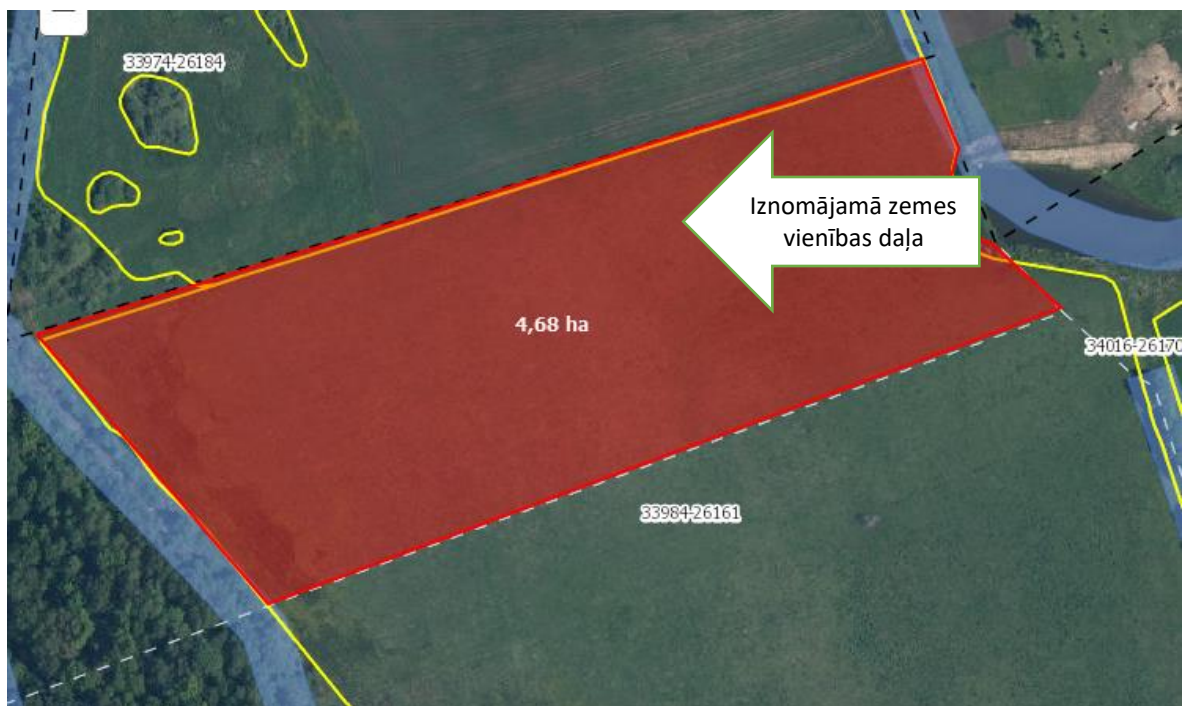 33974-26184
Iznomājamā zemes
vienības daļa
4,68 ha
34016-26170
33984-26161